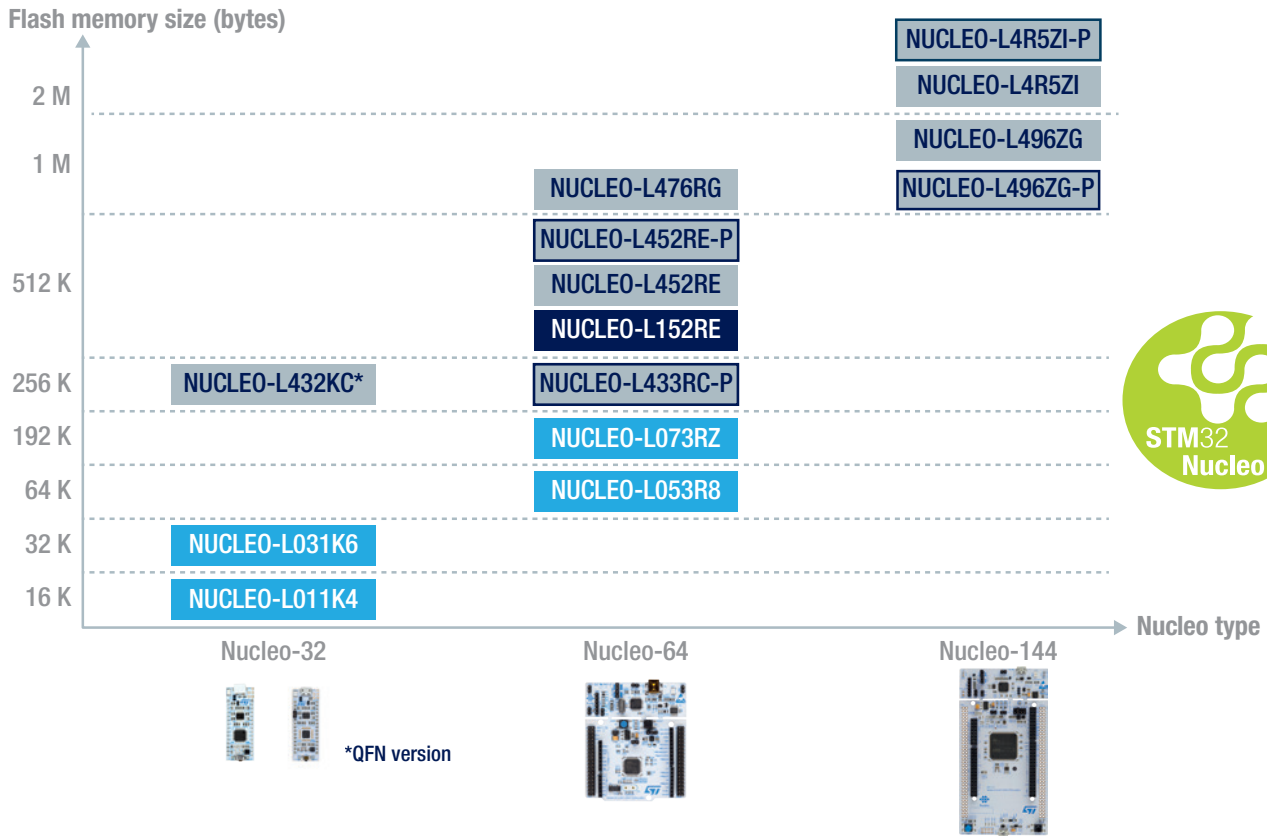 Flash memory size (bytes)
NUCLEO-L4R5ZI-P
2 M
NUCLEO-L4R5ZI
NUCLEO-L496ZG
1 M
NUCLEO-L476RG
NUCLEO-L496ZG-P
NUCLEO-L452RE-P
512 K
NUCLEO-L452RE
NUCLEO-L152RE
256 K
NUCLEO-L432KC*
NUCLEO-L433RC-P
192 K
NUCLEO-L073RZ
STM32
Nucleo
64 K
NUCLEO-L053R8
32 K
NUCLEO-L031K6
16 K
NUCLEO-L011K4
Nucleo type
Nucleo-32
Nucleo-64
Nucleo-144
*QFN version